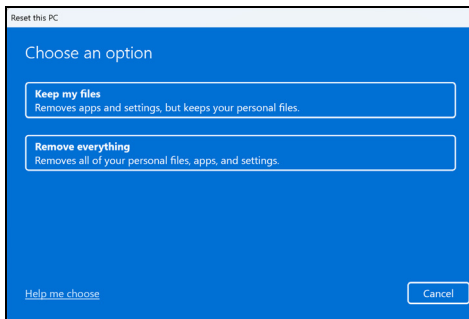 Reset this PC
Choose an option
Keep my files
Removes apps and settings, but keeps your personal files.
Remove everything
Removes all of your personal files, apps, and settings.
Help me choose
Cancel